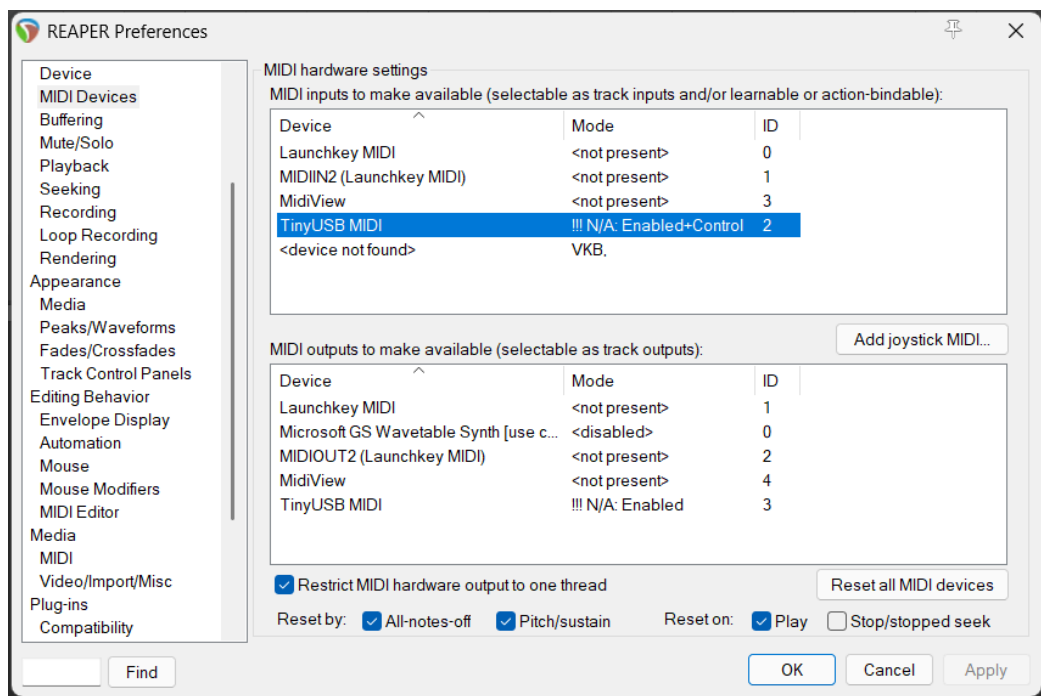 REAPER Preferences
Device
MIDI Devices
Buffering
Mute/Solo
Playback
Seeking
Recording
Loop Recording
Rendering
Appearance
Media
Peaks/Waveforms
Fades/Crossfades
Track Control Panels
Editing Behavior
Envelope Display
Automation
Mouse
Mouse Modifiers
MIDI Editor
Media
MIDI
Video/Import/Misc
Plug-ins
Compatibility
Find
MIDI hardware settings
MIDI inputs to make available (selectable as track inputs and/or learnable or action-bindable):
Device Mode ID
Launchkey MIDI <not present> 0
MIDIIN2 (Launchkey MIDI) <not present> 1
MidiView <not present> 3
TinyUSB MIDI !!! N/A: Enabled+Control 2
<device not found> VKB,
Add joystick MIDI...
MIDI outputs to make available (selectable as track outputs):
Device Mode ID
Launchkey MIDI <not present> 1
Microsoft GS Wavetable Synth [use c... <disabled> 0
MIDIOUT2 (Launchkey MIDI) <not present> 2
MidiView <not present> 4
TinyUSB MIDI !!! N/A: Enabled 3
Restrict MIDI hardware output to one thread Reset all MIDI devices
Reset by: All-notes-off Pitch/sustain Reset on: Play Stop/stopped seek
OK Cancel Apply